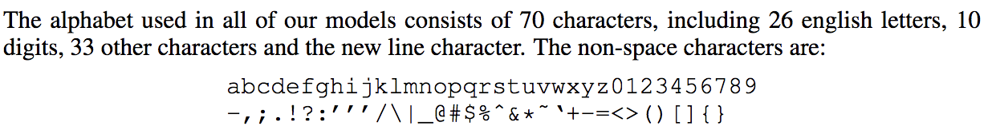 The alphabet used in all of our models consists of 70 characters, including 26 english letters, 10
digits, 33 other characters and the new line character. The non-space characters are:
abcdefghijklmnopqrstuvwxyz0123456789
-,;.!?:’’’/\|_@#$%ˆ&*˜‘+-=<>()[]{}